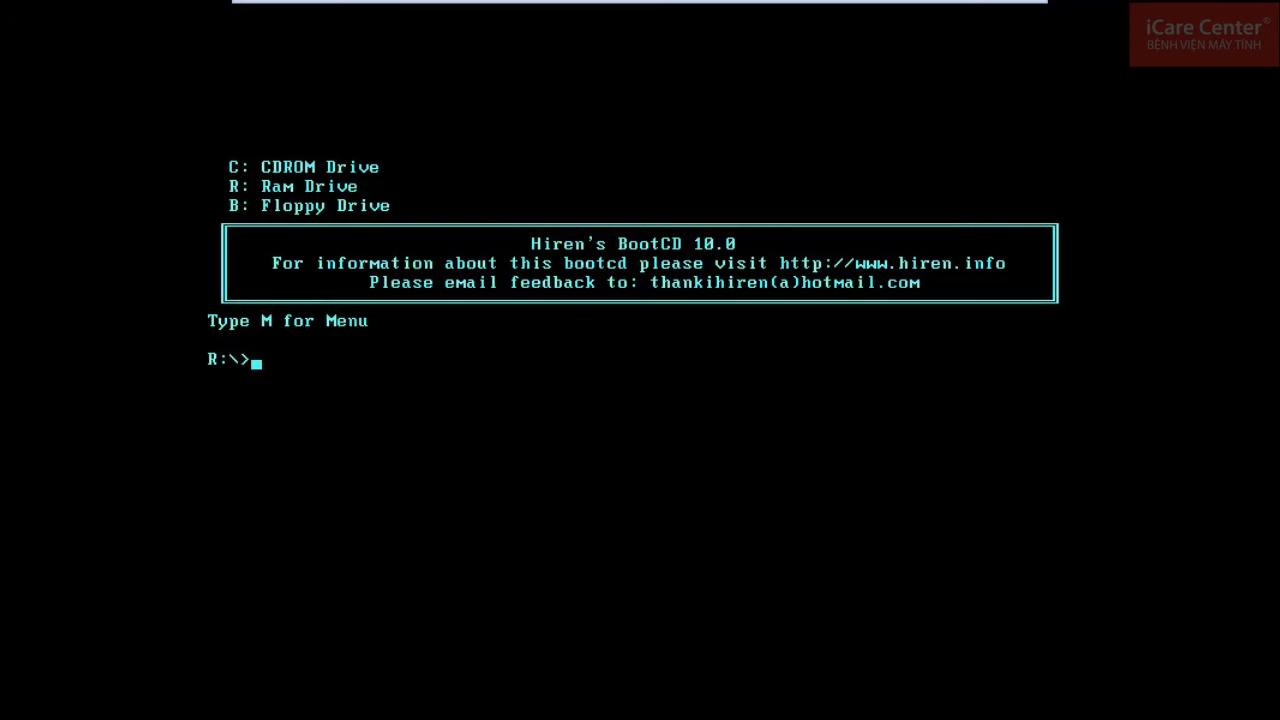 iCare Center®
BỆNH VIỆN MÁY TÍNH
C: CDROM Drive
R: Ram Drive
B: Floppy Drive
Hiren's BootCD 10.0
For information about this bootcd please visit http://www.hiren.info
Please email feedback to: thankihiren(a)hotmail.com
Type M for Menu
R:\>